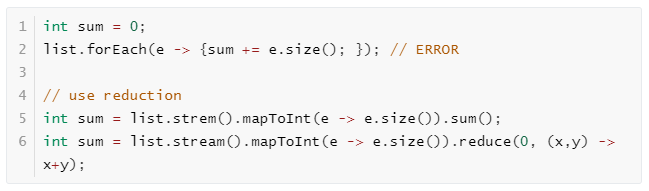 1 int sum = 0;
2 list.forEach(e -> {sum += e.size(); }); // ERROR
3
4 // use reduction
5 int sum = list.strem().mapToInt(e -> e.size()).sum();
6 int sum = list.stream().mapToInt(e -> e.size()).reduce(0, (x,y) ->
x+y);